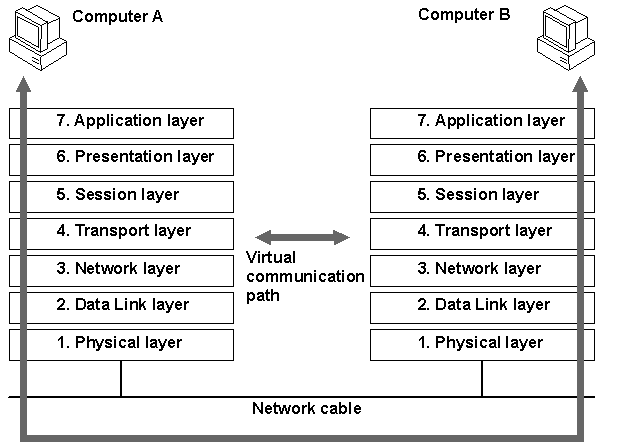 Computer A
Computer B
7. Application layer
6. Presentation layer
5. Session layer
4. Transport layer
3. Network layer
2. Data Link layer
1. Physical layer
Virtual
communication
path
7. Application layer
6. Presentation layer
5. Session layer
4. Transport layer
3. Network layer
2. Data Link layer
1. Physical layer
Network cable